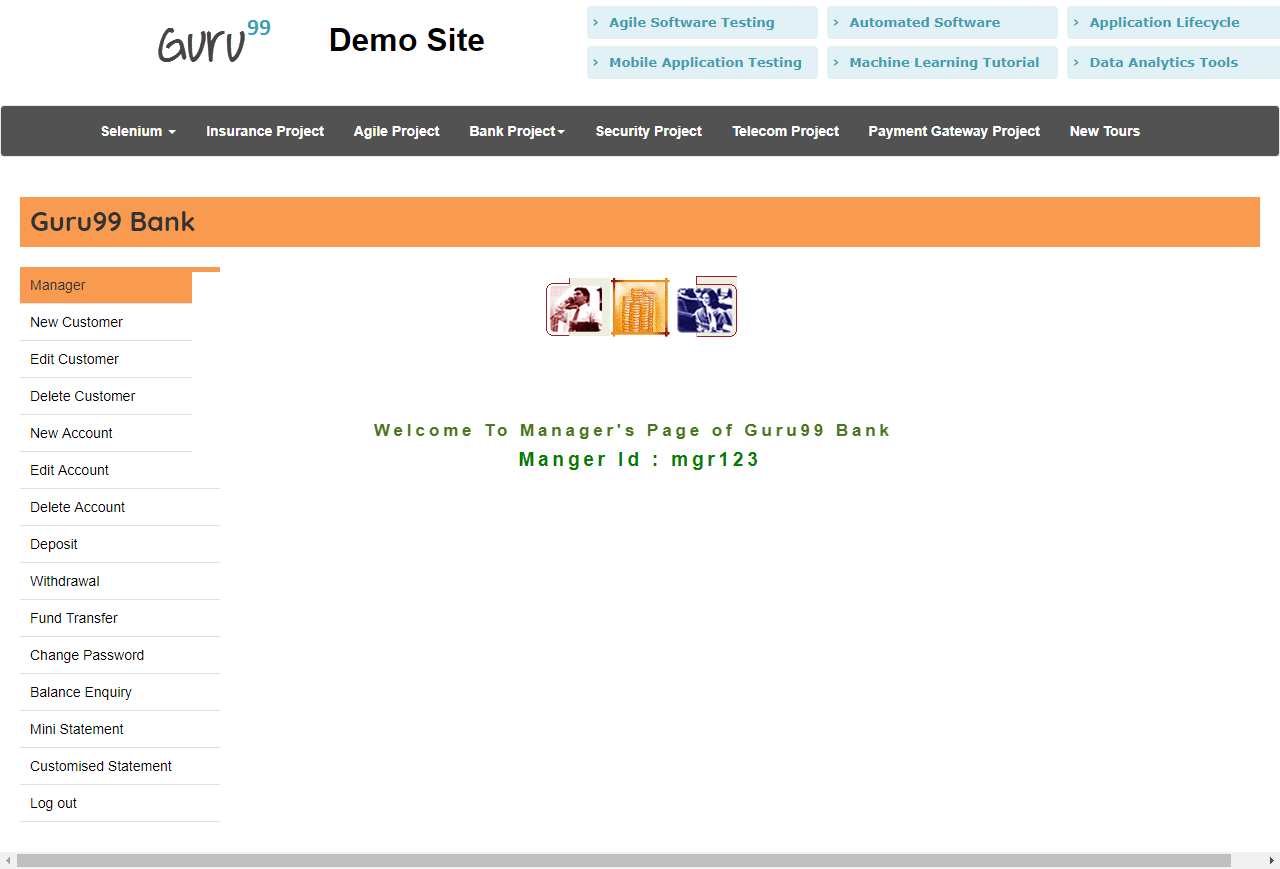 Guru99
Demo Site
› Agile Software Testing
› Automated Software
› Application Lifecycle
› Mobile Application Testing
› Machine Learning Tutorial
› Data Analytics Tools
Selenium Insurance Project Agile Project Bank Project Security Project Telecom Project Payment Gateway Project New Tours
Guru99 Bank
Manager
New Customer
Edit Customer
Delete Customer
New Account
Edit Account
Delete Account
Deposit
Withdrawal
Fund Transfer
Change Password
Balance Enquiry
Mini Statement
Customised Statement
Log out
Welcome To Manager's Page of Guru99 Bank
Manger Id : mgr123